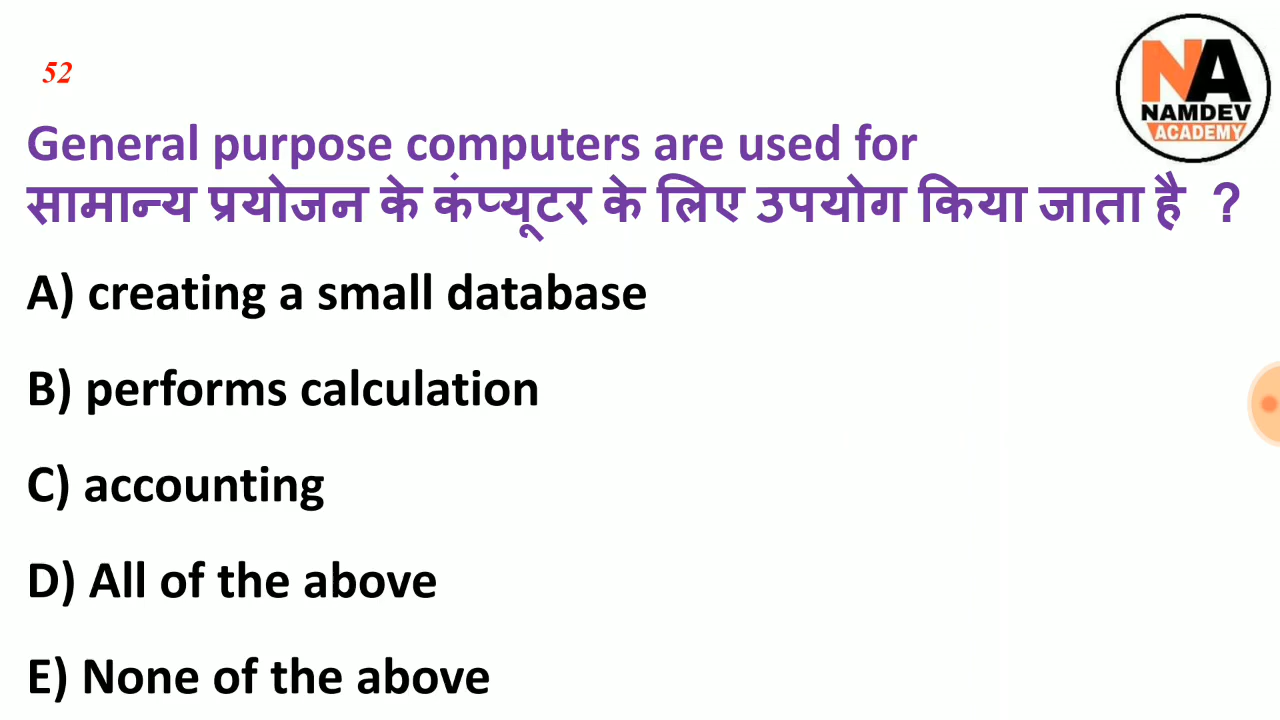 52
NA
NAMDEV
ACADEMY
General purpose computers are used for
सामान्य प्रयोजन के कंप्यूटर के लिए उपयोग किया जाता है ?
A) creating a small database
B) performs calculation
C) accounting
D) All of the above
E) None of the above